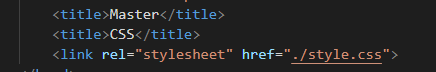 <title>Master</title>
<title>CSS</title>
<link rel="stylesheet" href="./style.css">